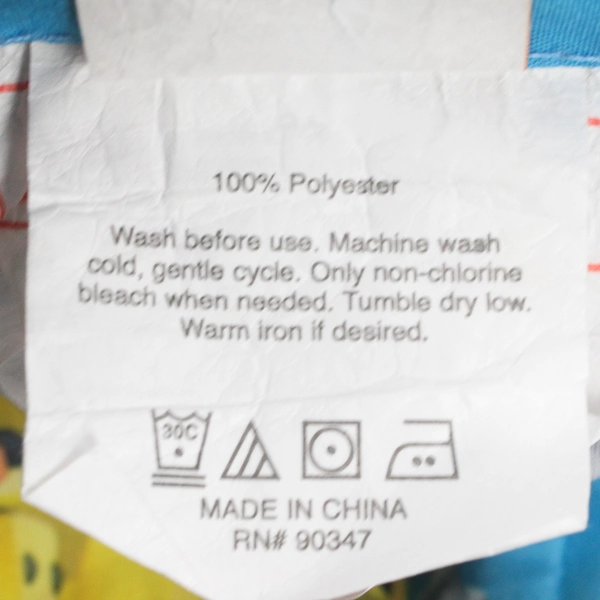 100% Polyester
Wash before use. Machine wash
cold, gentle cycle. Only non-chlorine
bleach when needed. Tumble dry low.
Warm iron if desired.
30C
MADE IN CHINA
RN# 90347